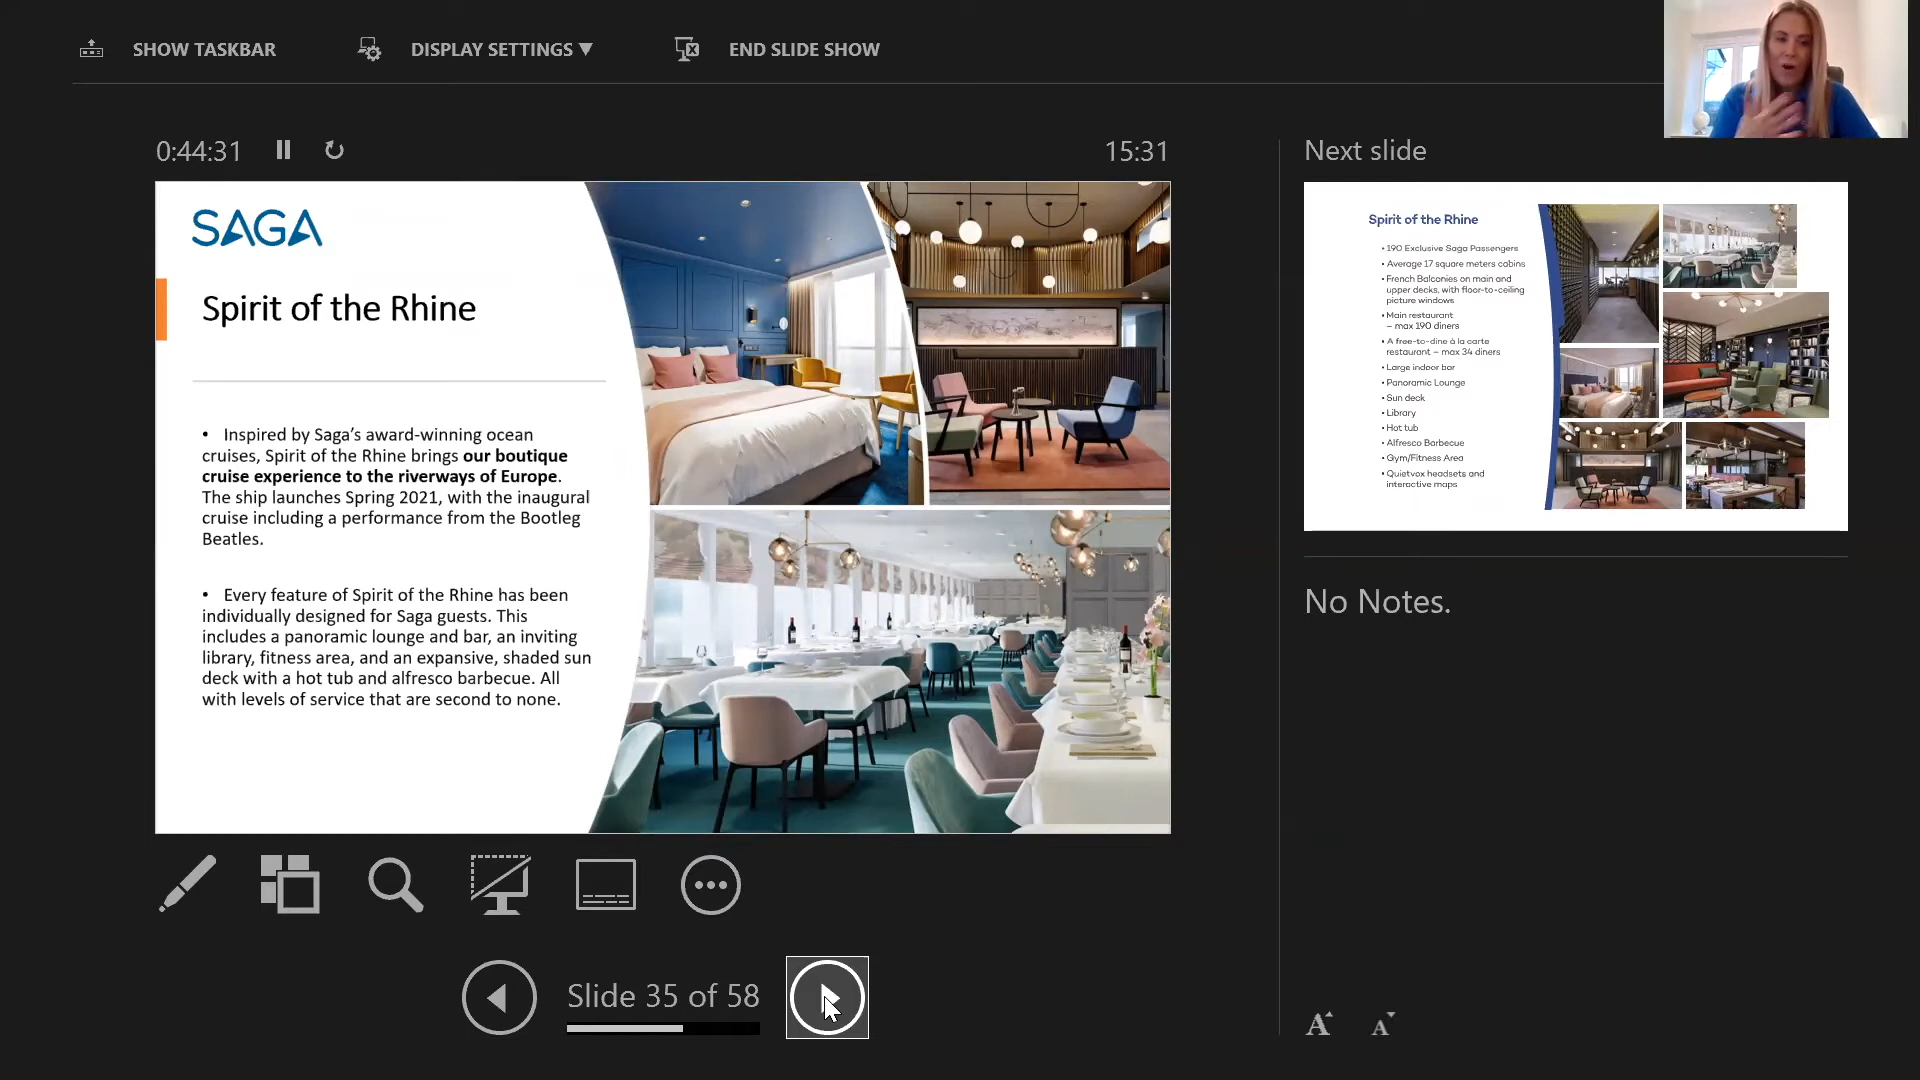 SHOW TASKBAR
DISPLAY SETTINGS ▼
END SLIDE SHOW
0:44:31
15:31
Next slide
SAGA
Spirit of the Rhine
• Inspired by Saga's award-winning ocean
cruises, Spirit of the Rhine brings our boutique
cruise experience to the riverways of Europe.
The ship launches Spring 2021, with the inaugural
cruise including a performance from the Bootleg
Beatles.
• Every feature of Spirit of the Rhine has been
individually designed for Saga guests. This
includes a panoramic lounge and bar, an inviting
library, fitness area, and an expansive, shaded sun
deck with a hot tub and alfresco barbecue. All
with levels of service that are second to none.
Spirit of the Rhine
• 190 Exclusive Saga Passengers
• Average 17 square meters cabins
• French Balconies on main and
upper decks, with floor-to-ceiling
picture windows
• Main restaurant
– max 190 diners
• A free-to-dine à la carte
restaurant – max 34 diners
• Large indoor bar
• Panoramic Lounge
• Sun deck
• Library
• Hot tub
• Alfresco Barbecue
• Gym/Fitness Area
• Quietvox headsets and
interactive maps
No Notes.
Slide 35 of 58
A A